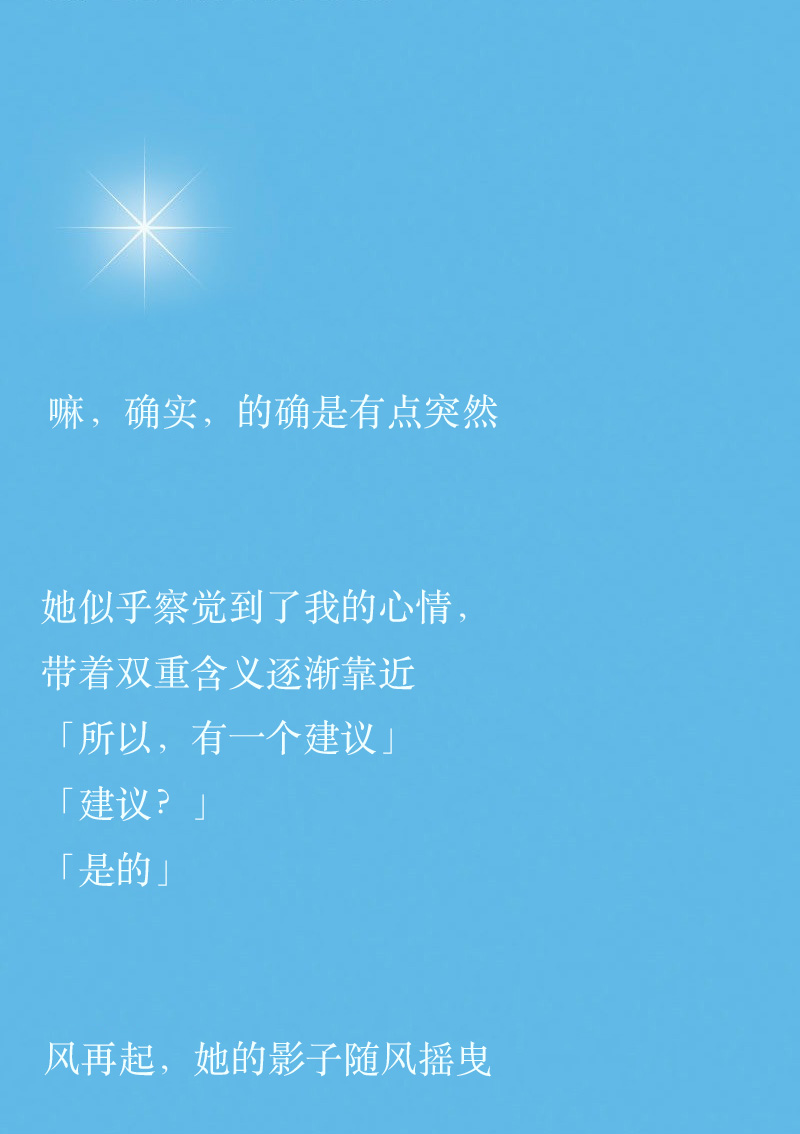 嘛，确实，的确是有点突然
她似乎察觉到了我的心情，
带着双重含义逐渐靠近
「所以，有一个建议」
「建议？」
「是的」
风再起，她的影子随风摇曳